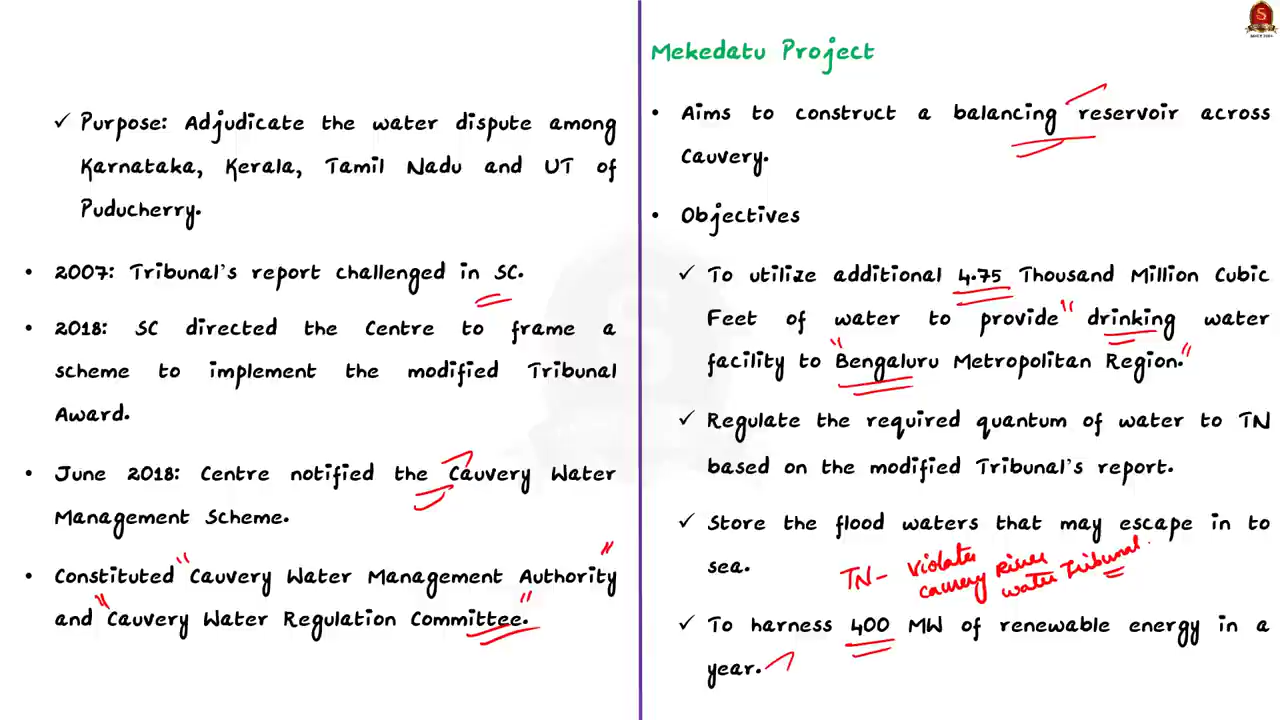 ✓ Purpose: Adjudicate the water dispute among
Karnataka, Kerala, Tamil Nadu and UT of
Puducherry.
• 2007: Tribunal's report challenged in SC.
• 2018: SC directed the Centre to frame a
scheme to implement the modified Tribunal
Award.
• June 2018: Centre notified the Cauvery Water
Management Scheme.
• Constituted "Cauvery Water Management Authority"
and "Cauvery Water Regulation Committee."
Mekedatu Project
• Aims to construct a balancing reservoir across
Cauvery.
• Objectives
✓ To utilize additional 4.75 Thousand Million Cubic
Feet of water to provide "drinking water
facility to "Bengaluru Metropolitan Region."
✓ Regulate the required quantum of water to TN
based on the modified Tribunal's report.
✓ Store the flood waters that may escape in to
sea.
TN - violates
cauvery River
water Tribunal.
✓ To harness 400 MW of renewable energy in a
year.
S